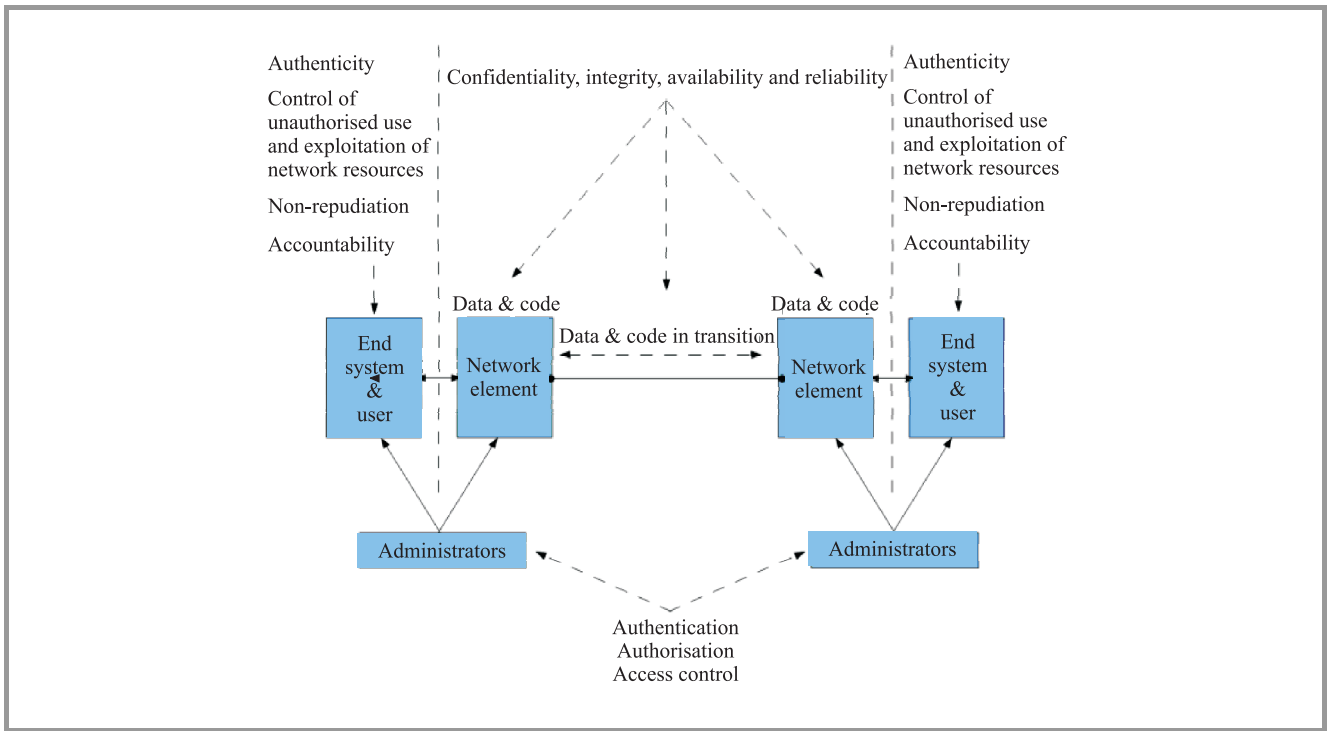 Authenticity
Control of
unauthorised use
and exploitation of
network resources
Non-repudiation
Accountability
Confidentiality, integrity, availability and reliability
Authenticity
Control of
unauthorised use
and exploitation of
network resources
Non-repudiation
Accountability
Data & code
Data & code
Data & code in transition
End
system
&
user
Network
element
Network
element
End
system
&
user
Administrators
Administrators
Authentication
Authorisation
Access control